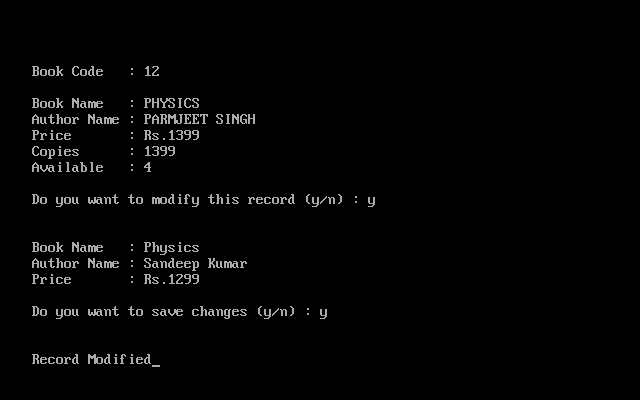 Book Code   : 12
Book Name   : PHYSICS
Author Name : PARMJEET SINGH
Price       : Rs.1399
Copies      : 1399
Available   : 4
Do you want to modify this record (y/n) : y
Book Name   : Physics
Author Name : Sandeep Kumar
Price       : Rs.1299
Do you want to save changes (y/n) : y
Record Modified_